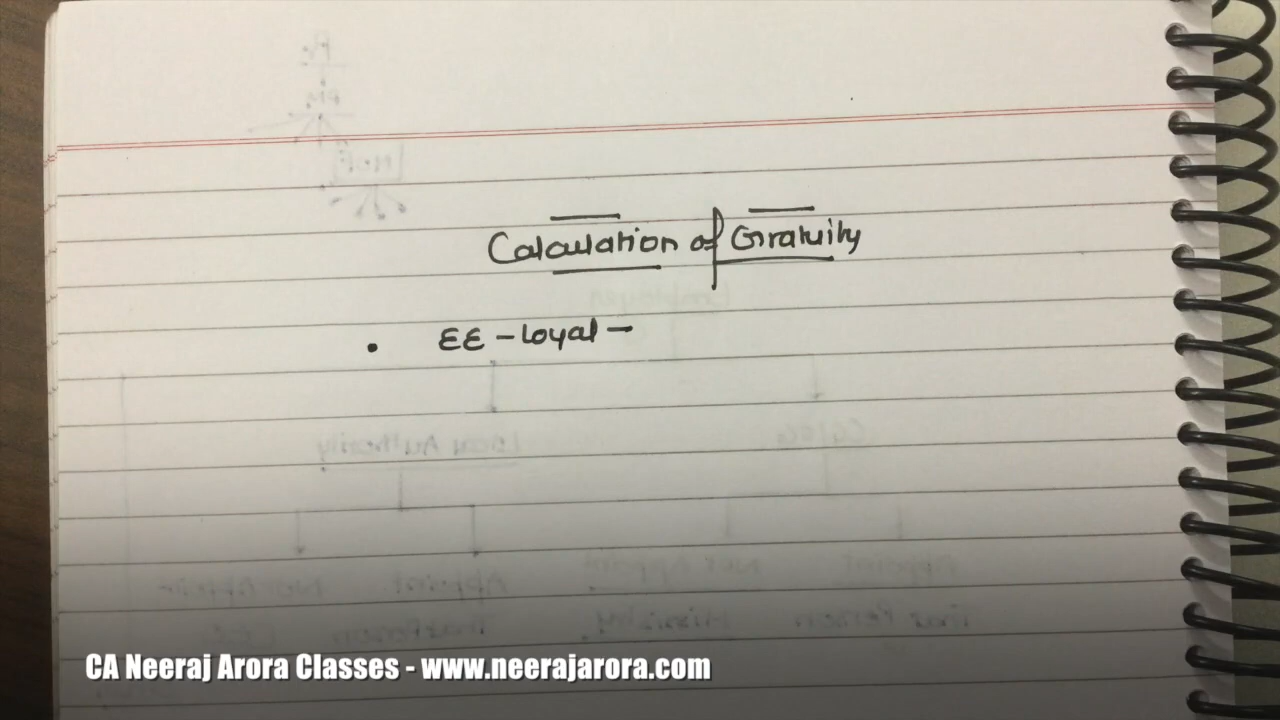 Calculation of Gratuity
• EE - Loyal -
CA Neeraj Arora Classes - www.neerajarora.com